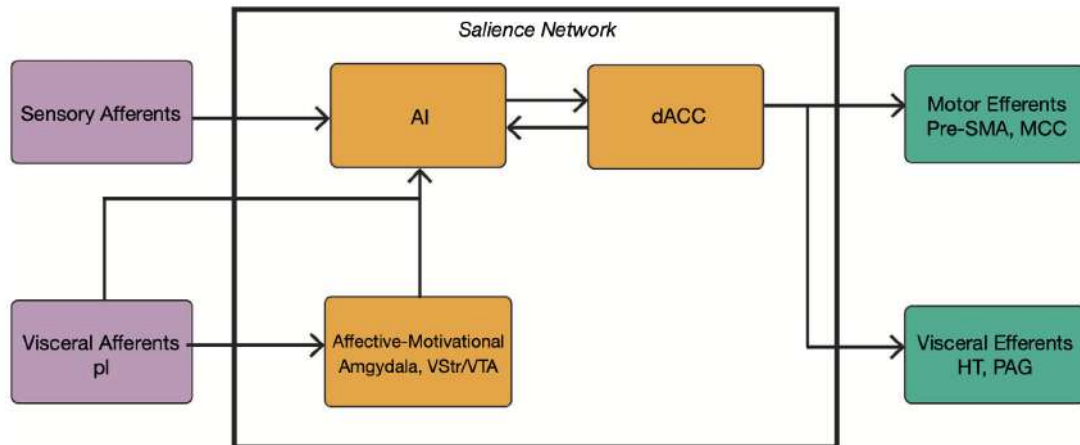 Salience Network
Sensory Afferents
AI
dACC
Motor Efferents
Pre-SMA, MCC
Visceral Afferents
pI
Affective-Motivational
Amygdala, VStr/VTA
Visceral Efferents
HT, PAG